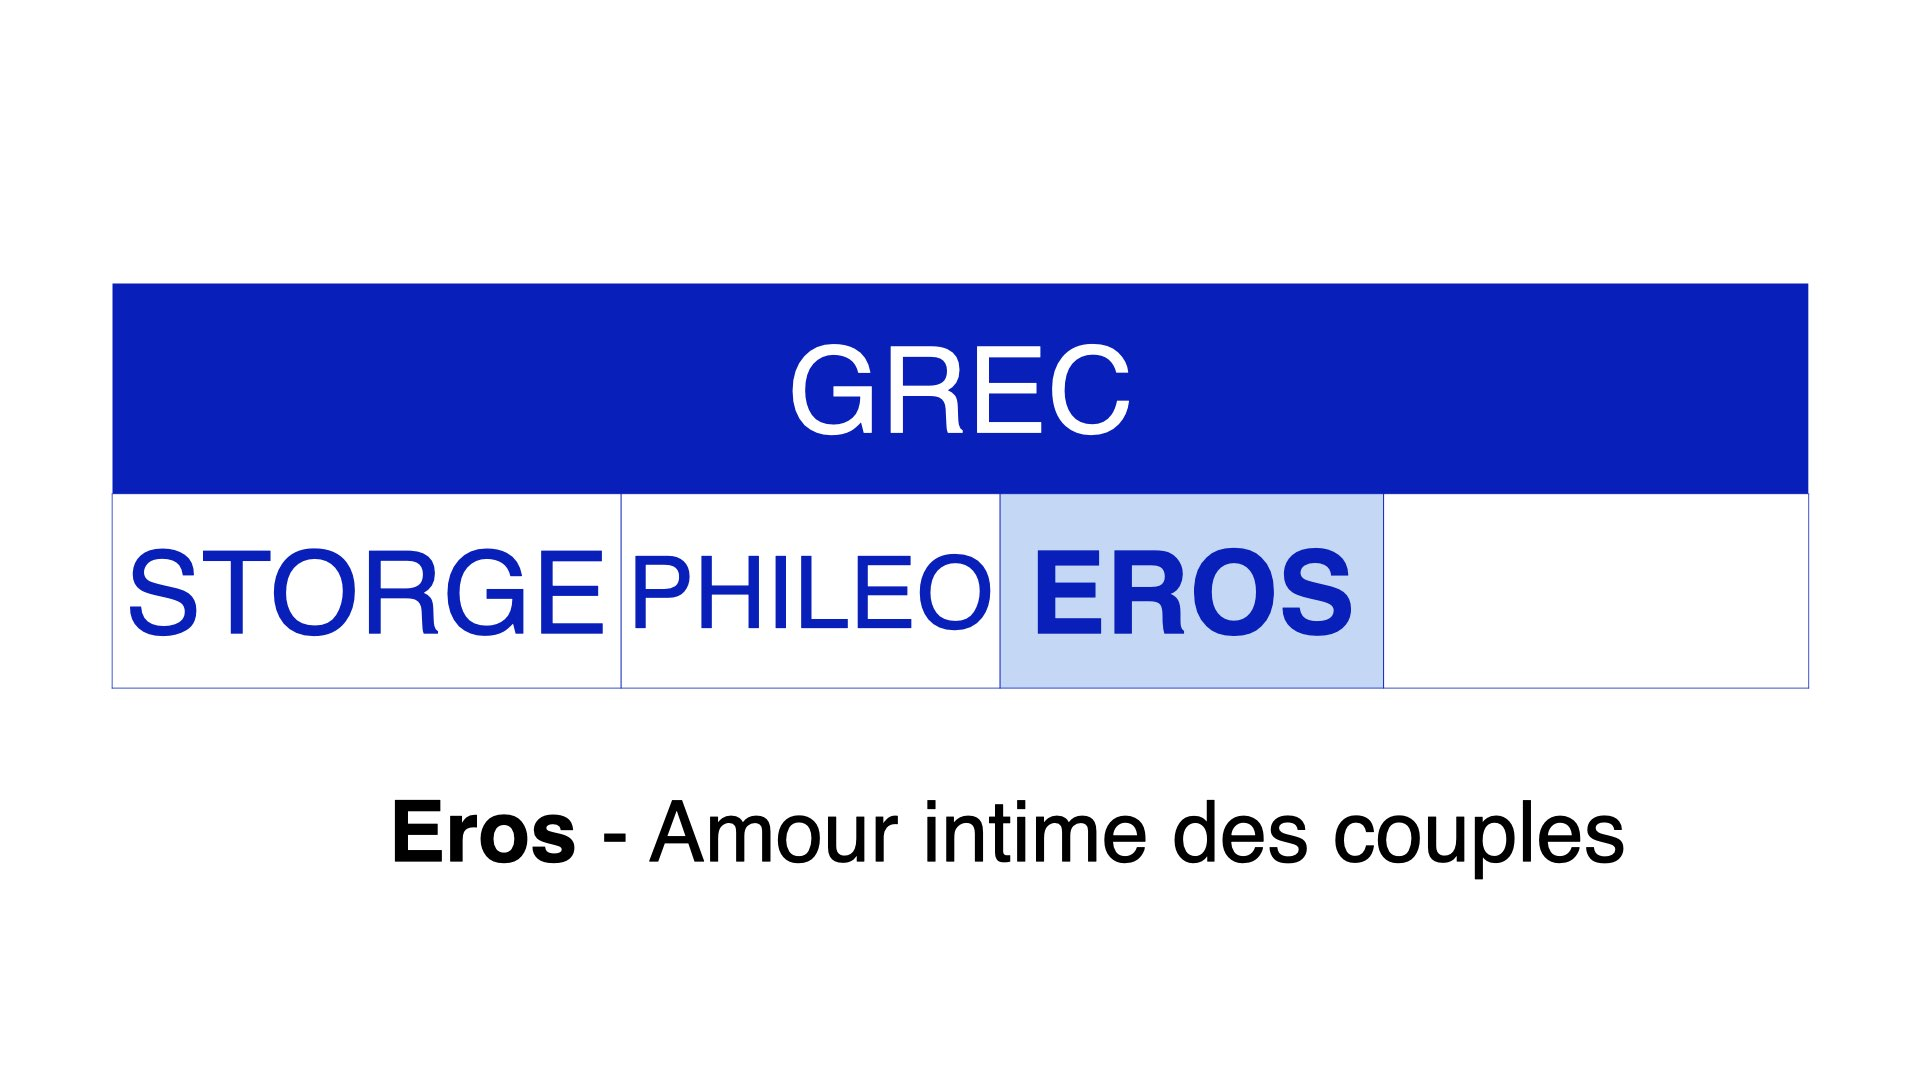 GREC
STORGE PHILEO EROS
Eros - Amour intime des couples